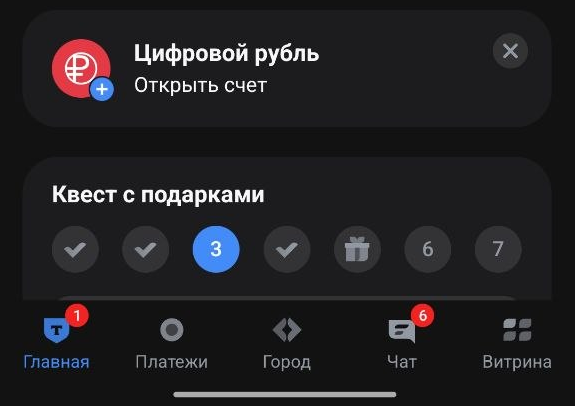 Цифровой рубль
Открыть счет
Квест с подарками
3 6 7
1 6
Главная Платежи Город Чат Витрина